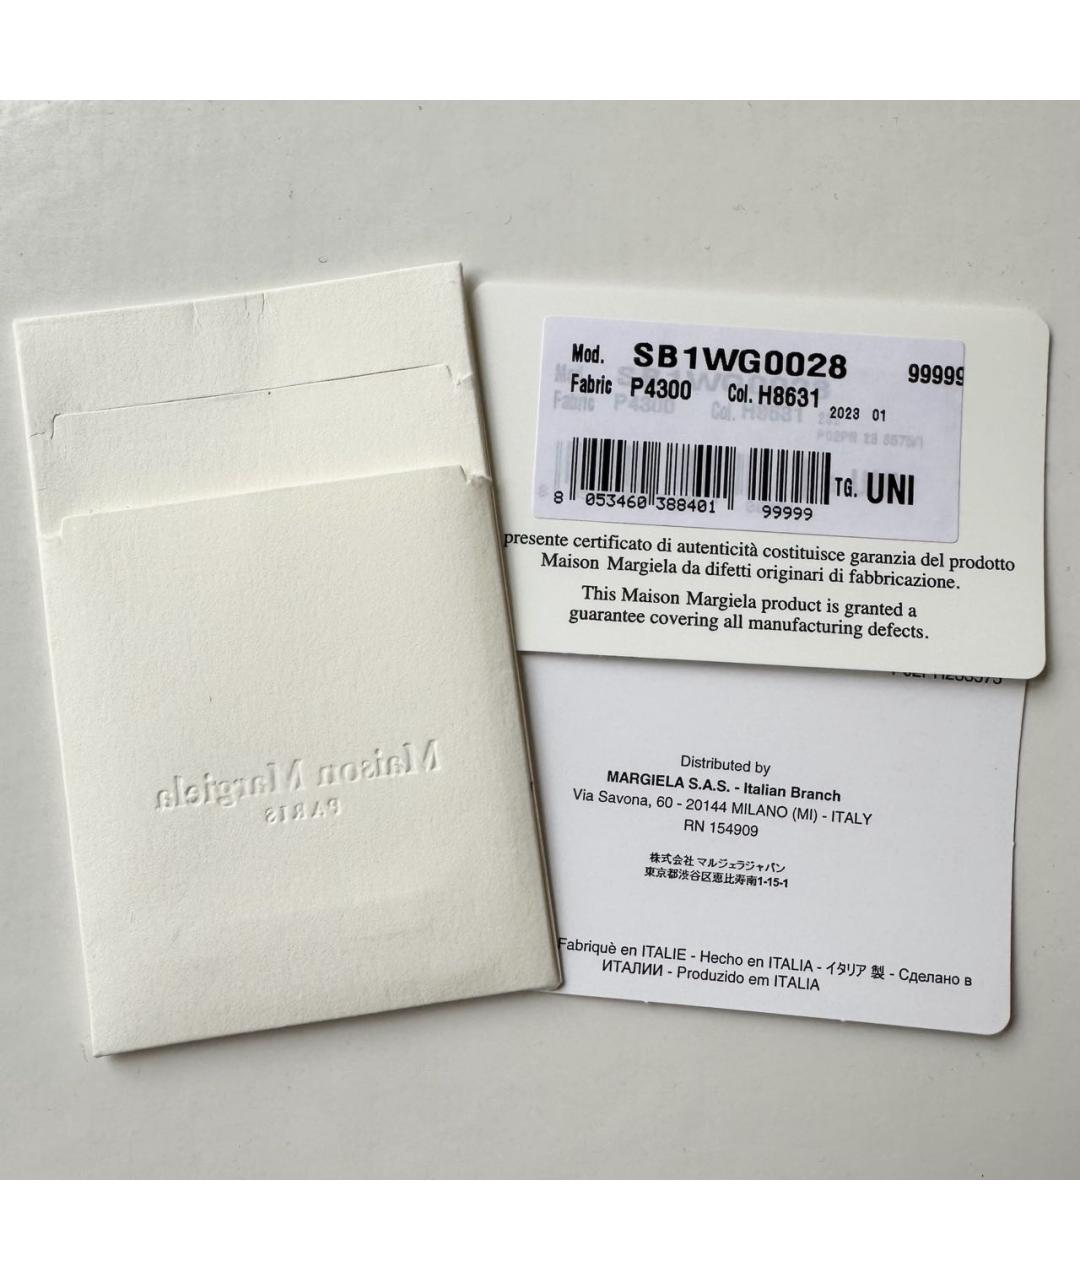 Mod. SB1WG0028 99999
Fabric P4300 Col. H8631 2023 01
8 053460 388401 99999 TG. UNI
presente certificato di autenticità costituisce garanzia del prodotto
Maison Margiela da difetti originari di fabbricazione.
This Maison Margiela product is granted a
guarantee covering all manufacturing defects.
Maison Margiela
PARIS
Distributed by
MARGIELA S.A.S. - Italian Branch
Via Savona, 60 - 20144 MILANO (MI) - ITALY
RN 154909
株式会社 マルジェラジャパン
東京都渋谷区恵比寿南1-15-1
Fabriquè en ITALIE - Hecho en ITALIA - イタリア 製 - Сделано в
ИТАЛИИ - Produzido em ITALIA